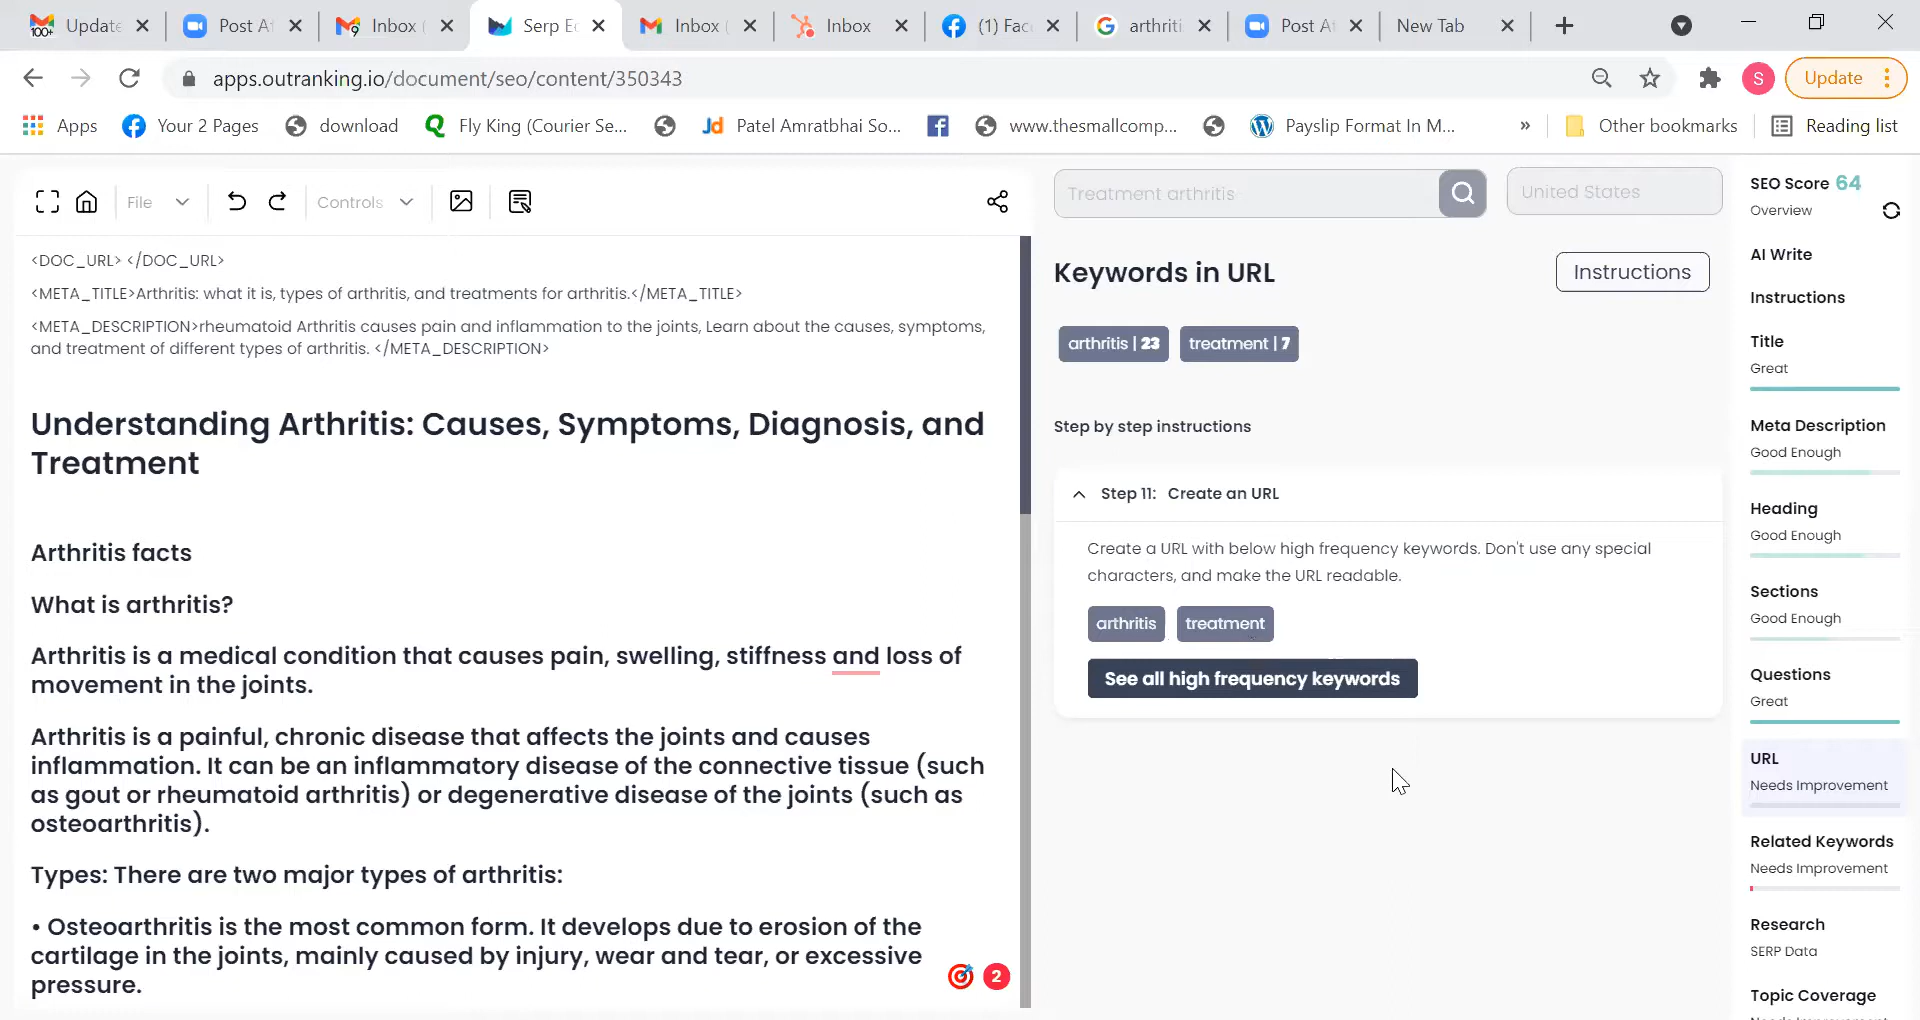 Update
Post A
Inbox (
Serp E
Inbox (
Inbox
(1) Fac
arthriti
Post A
New Tab
apps.outranking.io/document/seo/content/350343
S
Update
Apps
Your 2 Pages
download
Fly King (Courier Se...
Patel Amratbhai So...
www.thesmallcomp...
Payslip Format In M...
»
Other bookmarks
Reading list
File
Controls
<DOC_URL> </DOC_URL>
<META_TITLE>Arthritis: what it is, types of arthritis, and treatments for arthritis.</META_TITLE>
<META_DESCRIPTION>rheumatoid Arthritis causes pain and inflammation to the joints, Learn about the causes, symptoms,
and treatment of different types of arthritis. </META_DESCRIPTION>
Understanding Arthritis: Causes, Symptoms, Diagnosis, and
Treatment
Arthritis facts
What is arthritis?
Arthritis is a medical condition that causes pain, swelling, stiffness and loss of
movement in the joints.
Arthritis is a painful, chronic disease that affects the joints and causes
inflammation. It can be an inflammatory disease of the connective tissue (such
as gout or rheumatoid arthritis) or degenerative disease of the joints (such as
osteoarthritis).
Types: There are two major types of arthritis:
• Osteoarthritis is the most common form. It develops due to erosion of the
cartilage in the joints, mainly caused by injury, wear and tear, or excessive
pressure.
2
Treatment arthritis
United States
Keywords in URL
Instructions
arthritis | 23
treatment | 7
Step by step instructions
Step 11: Create an URL
Create a URL with below high frequency keywords. Don't use any special
characters, and make the URL readable.
arthritis
treatment
See all high frequency keywords
SEO Score 64
Overview
AI Write
Instructions
Title
Great
Meta Description
Good Enough
Heading
Good Enough
Sections
Good Enough
Questions
Great
URL
Needs Improvement
Related Keywords
Needs Improvement
Research
SERP Data
Topic Coverage